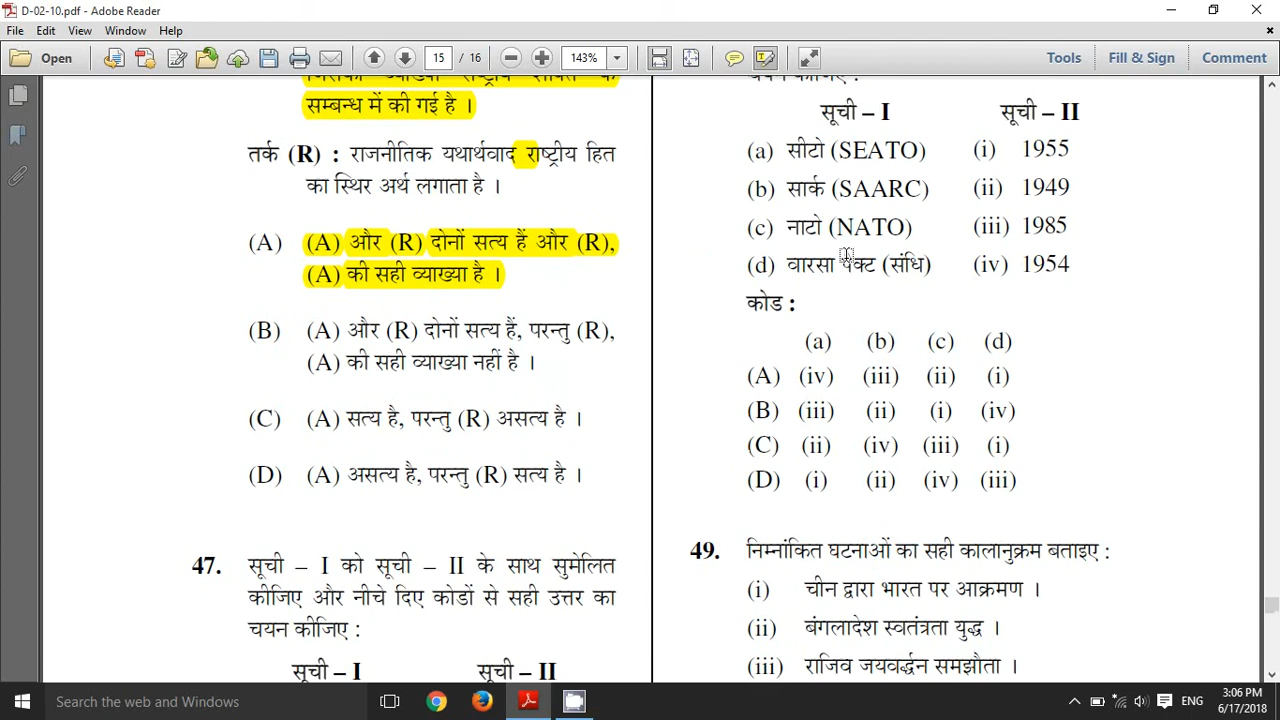 D-02-10.pdf - Adobe Reader
File Edit View Window Help
Open 15 / 16 143% Tools Fill & Sign Comment
सम्बन्ध में की गई है ।
तर्क (R) : राजनीतिक यथार्थवाद राष्ट्रीय हित
का स्थिर अर्थ लगाता है ।
(A) (A) और (R) दोनों सत्य हैं और (R),
(A) की सही व्याख्या है ।
(B) (A) और (R) दोनों सत्य हैं, परन्तु (R),
(A) की सही व्याख्या नहीं है ।
(C) (A) सत्य है, परन्तु (R) असत्य है ।
(D) (A) असत्य है, परन्तु (R) सत्य है ।
47. सूची – I को सूची – II के साथ सुमेलित
कीजिए और नीचे दिए कोडों से सही उत्तर का
चयन कीजिए :
सूची – I सूची – II
चयन कीजिए :
सूची – I सूची – II
(a) सीटो (SEATO) (i) 1955
(b) सार्क (SAARC) (ii) 1949
(c) नाटो (NATO) (iii) 1985
(d) वारसा पैक्ट (संधि) (iv) 1954
कोड :
(a) (b) (c) (d)
(A) (iv) (iii) (ii) (i)
(B) (iii) (ii) (i) (iv)
(C) (ii) (iv) (iii) (i)
(D) (i) (ii) (iv) (iii)
49. निम्नांकित घटनाओं का सही कालानुक्रम बताइए :
(i) चीन द्वारा भारत पर आक्रमण ।
(ii) बंगलादेश स्वतंत्रता युद्ध ।
(iii) राजिव जयवर्द्धन समझौता ।
Search the web and Windows
ENG
3:06 PM
6/17/2018